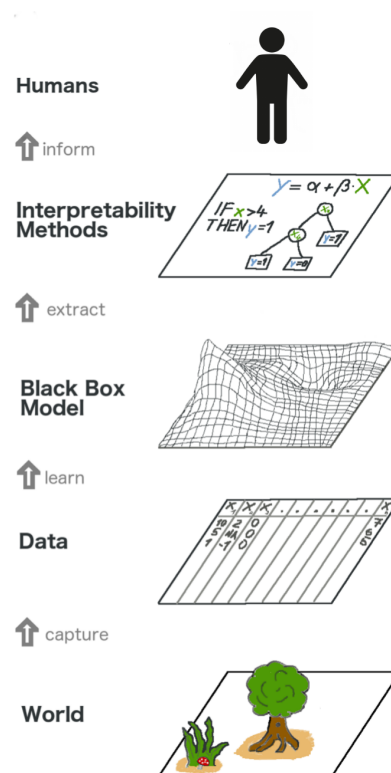 Humans
inform
Interpretability
Methods
y = α + β·x
IF x>4
THEN y=1
y=1
y=1
y=0
extract
Black Box
Model
learn
Data
capture
World